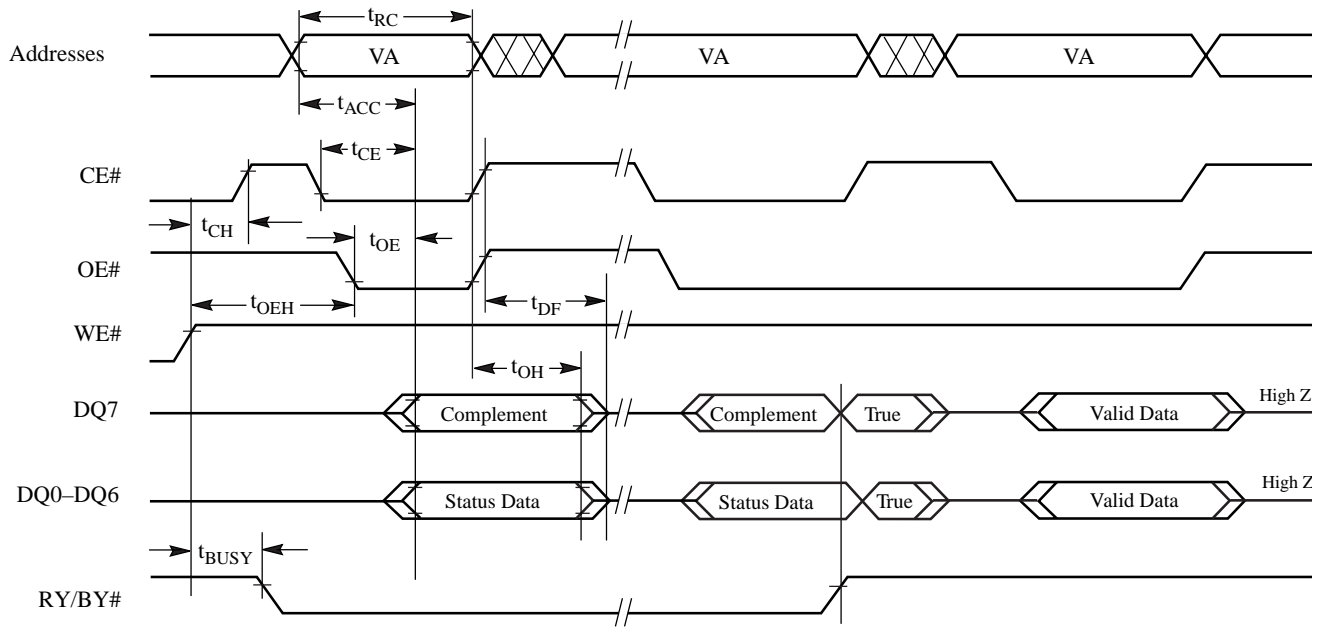 tRC
Addresses VA VA VA
tACC
tCE
CE#
tCH tOE
OE#
tOEH tDF
WE#
tOH
DQ7 Complement Complement True Valid Data High Z
DQ0–DQ6 Status Data Status Data True Valid Data High Z
tBUSY
RY/BY#